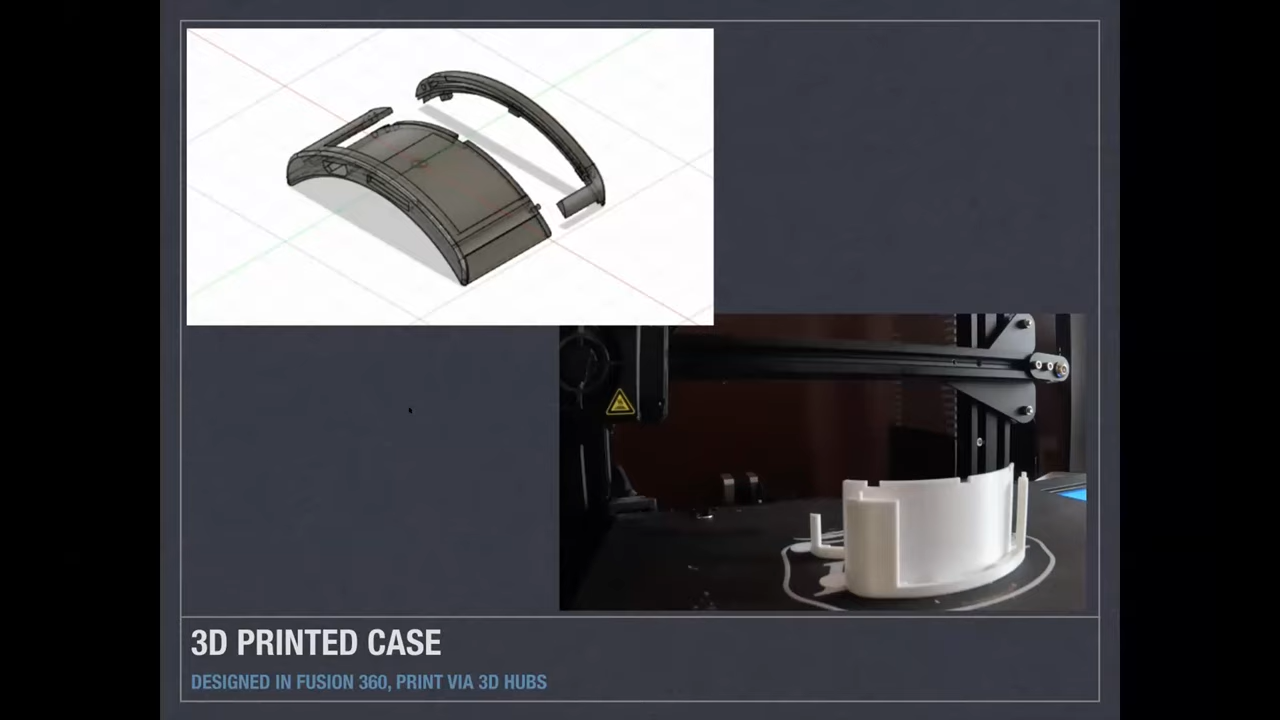 3D PRINTED CASE
DESIGNED IN FUSION 360, PRINT VIA 3D HUBS